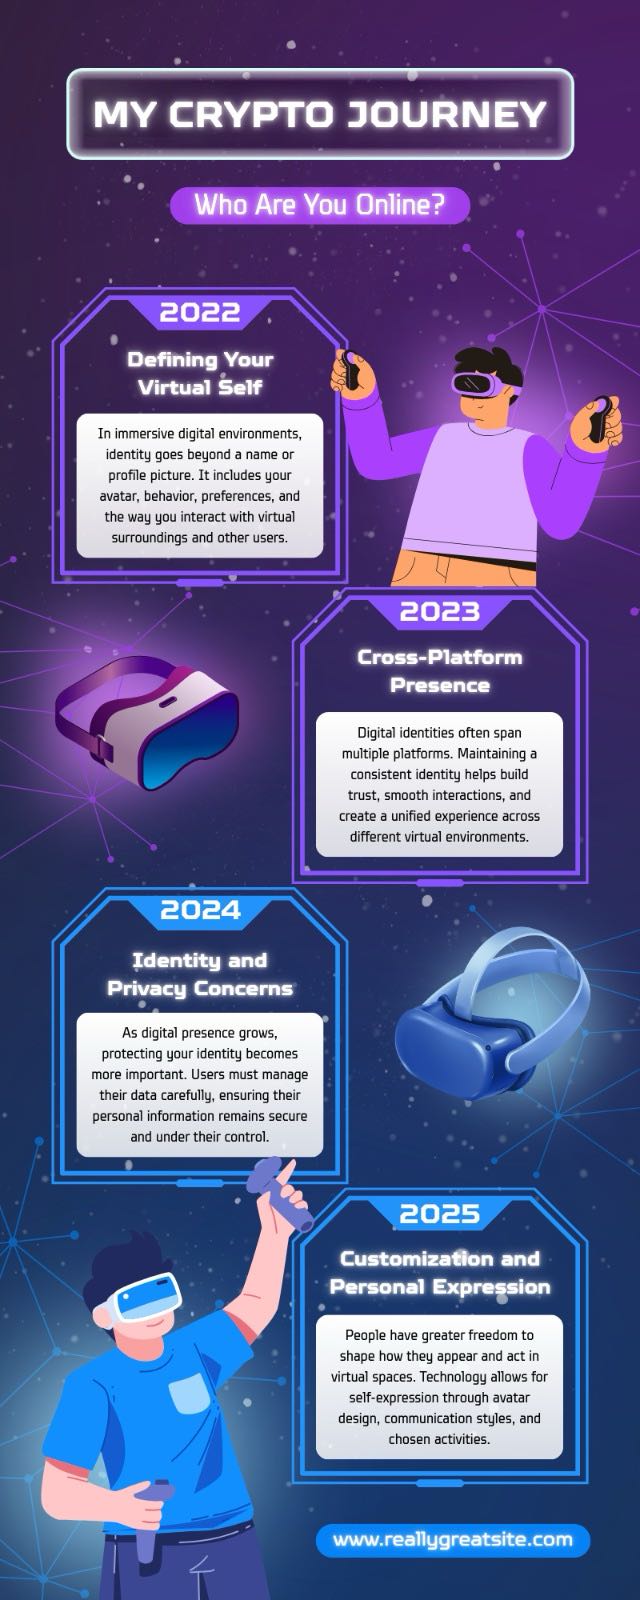 MY CRYPTO JOURNEY
Who Are You Online?
2022
Defining Your
Virtual Self
In immersive digital environments,
identity goes beyond a name or
profile picture. It includes your
avatar, behavior, preferences, and
the way you interact with virtual
surroundings and other users.
2023
Cross-Platform
Presence
Digital identities often span
multiple platforms. Maintaining a
consistent identity helps build
trust, smooth interactions, and
create a unified experience across
different virtual environments.
2024
Identity and
Privacy Concerns
As digital presence grows,
protecting your identity becomes
more important. Users must manage
their data carefully, ensuring their
personal information remains secure
and under their control.
2025
Customization and
Personal Expression
People have greater freedom to
shape how they appear and act in
virtual spaces. Technology allows for
self-expression through avatar
design, communication styles, and
chosen activities.
www.reallygreatsite.com